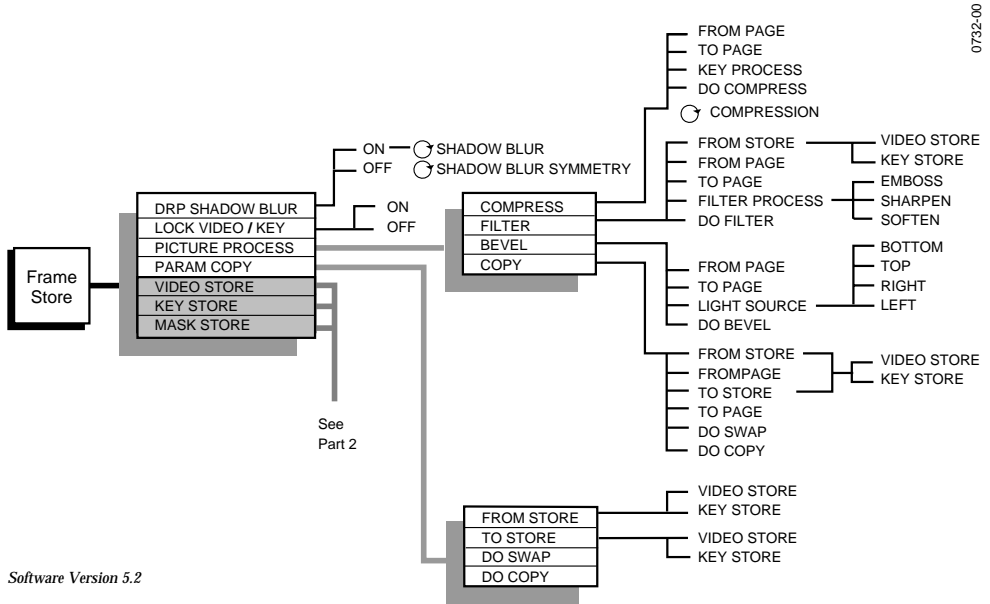 0732-00
FROM PAGE
TO PAGE
KEY PROCESS
DO COMPRESS
COMPRESSION
ON
SHADOW BLUR
OFF
SHADOW BLUR SYMMETRY
FROM STORE
VIDEO STORE
KEY STORE
FROM PAGE
TO PAGE
FILTER PROCESS
EMBOSS
SHARPEN
SOFTEN
DO FILTER
Frame
Store
DRP SHADOW BLUR
LOCK VIDEO / KEY
PICTURE PROCESS
PARAM COPY
VIDEO STORE
KEY STORE
MASK STORE
ON
OFF
COMPRESS
FILTER
BEVEL
COPY
FROM PAGE
TO PAGE
LIGHT SOURCE
DO BEVEL
BOTTOM
TOP
RIGHT
LEFT
FROM STORE
FROMPAGE
TO STORE
TO PAGE
DO SWAP
DO COPY
VIDEO STORE
KEY STORE
See
Part 2
FROM STORE
TO STORE
DO SWAP
DO COPY
VIDEO STORE
KEY STORE
VIDEO STORE
KEY STORE
Software Version 5.2